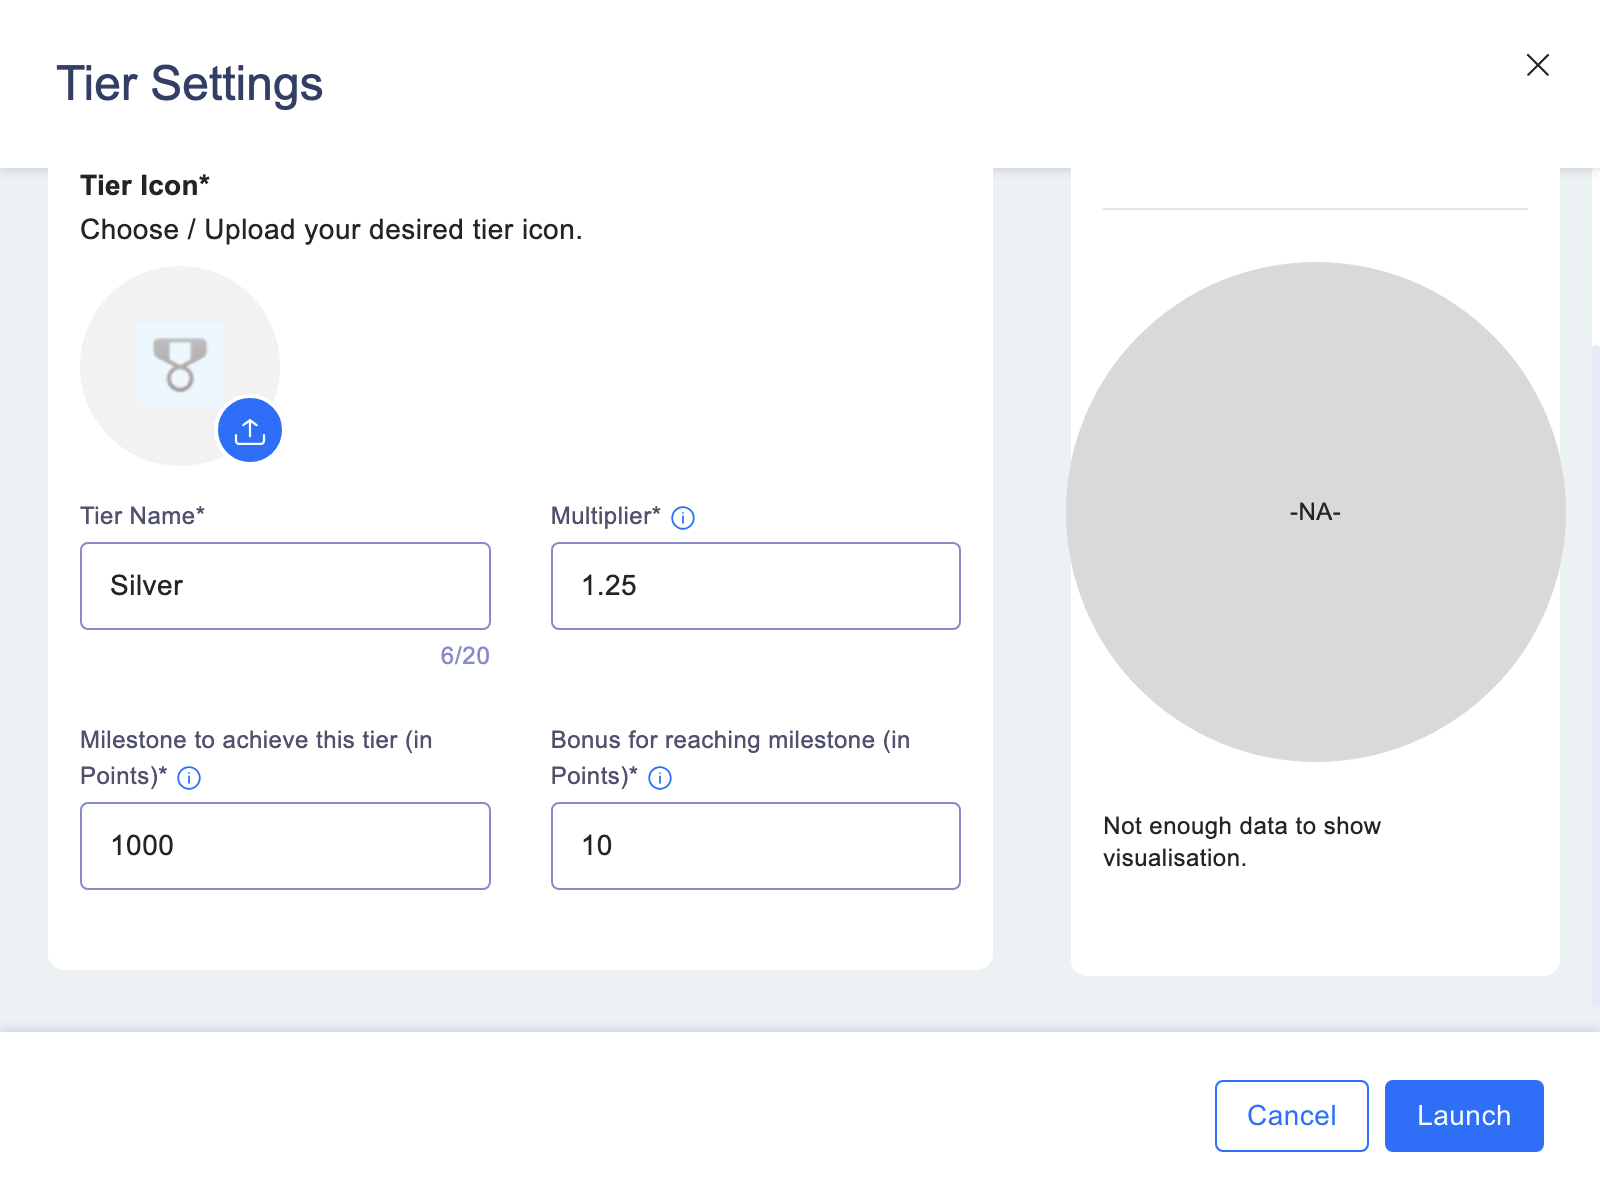 Tier Settings
Tier Icon*
Choose / Upload your desired tier icon.
Tier Name*
Multiplier*
Silver
1.25
6/20
Milestone to achieve this tier (in
Points)*
Bonus for reaching milestone (in
Points)*
1000
10
-NA-
Not enough data to show
visualisation.
Cancel
Launch